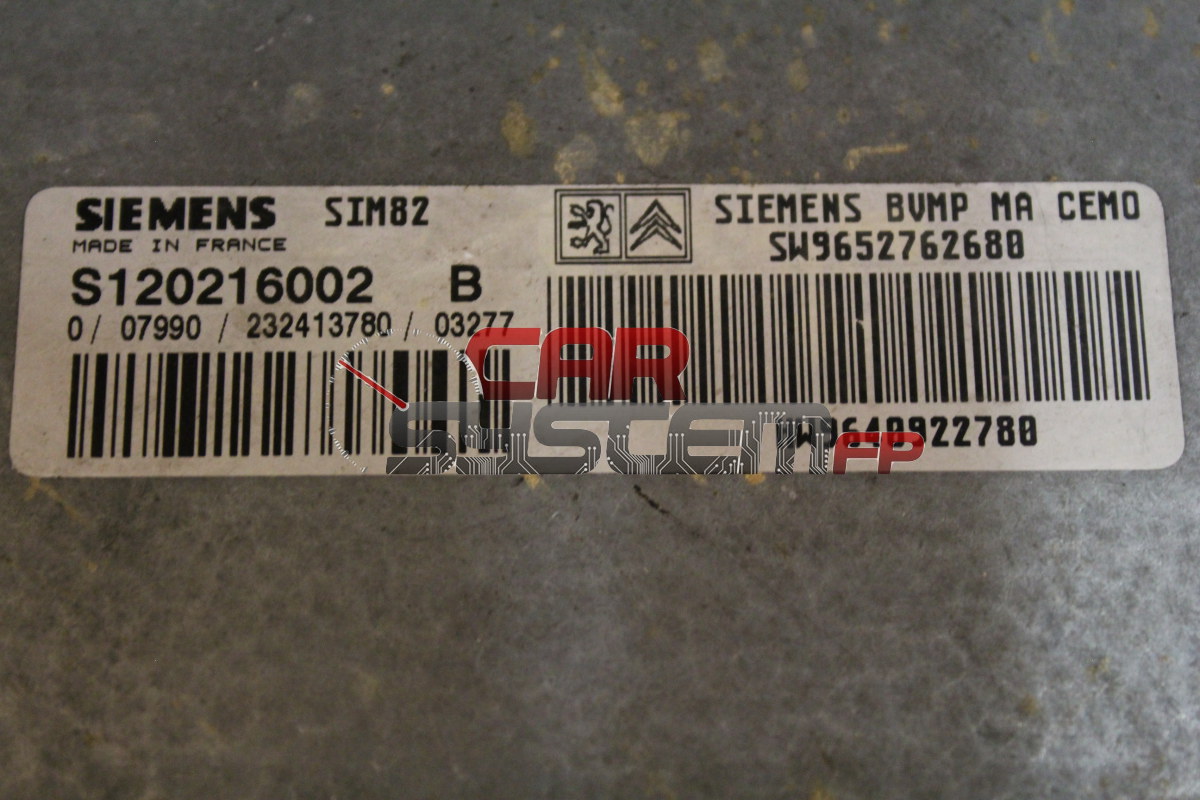 SIEMENS SIM82
MADE IN FRANCE
S120216002 B
0 / 07990 / 232413780 / 03277
SIEMENS BVMP MA CEMO
SW9652762680
CAR
SYSTEM FP